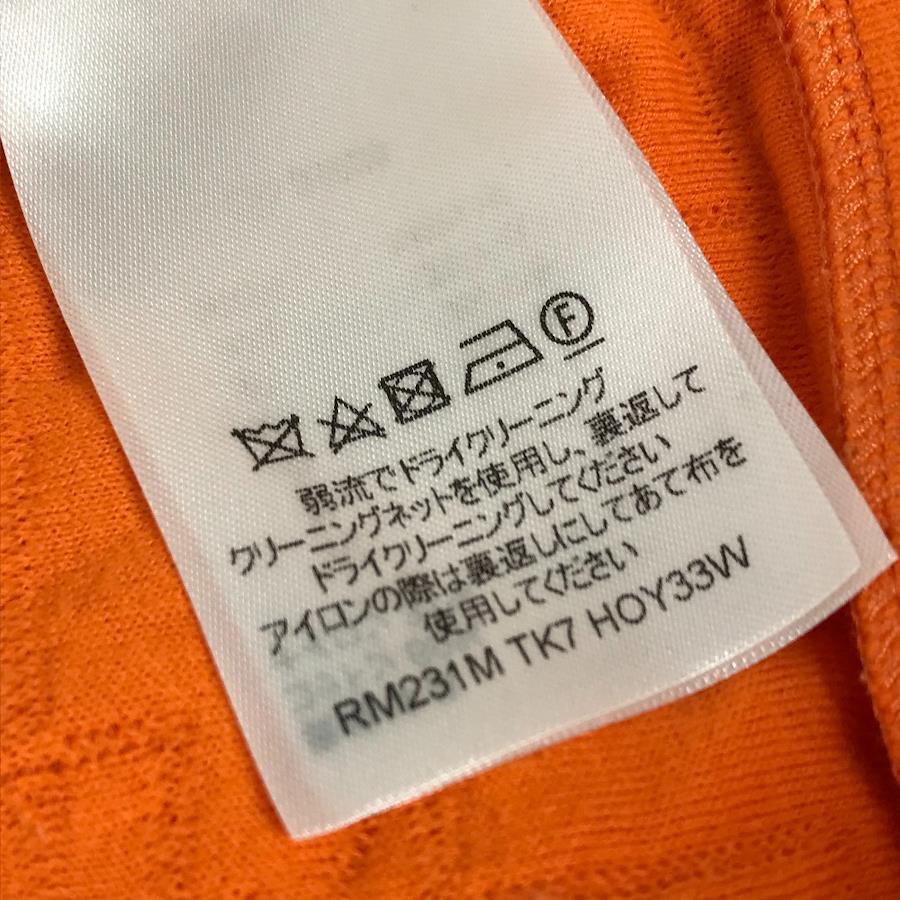 F
弱流でドライクリーニング
クリーニングネットを使用し、裏返して
ドライクリーニングしてください
アイロンの際は裏返しにしてあて布を
使用してください
RM231M TK7 HOY33W